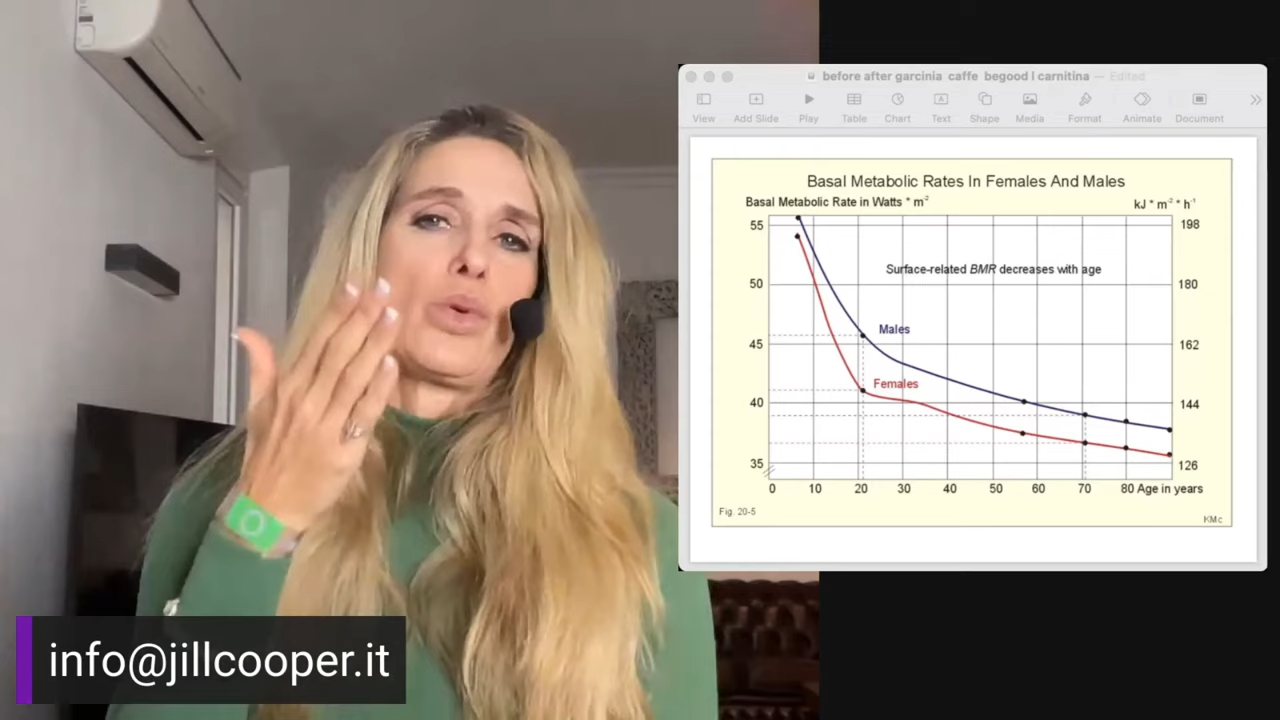 before after garcinia caffe begood l carnitina — Edited
View Add Slide Play Table Chart Text Shape Media Format Animate Document
Basal Metabolic Rates In Females And Males
Basal Metabolic Rate in Watts * m-2
kJ * m-2 * h-1
55 198
Surface-related BMR decreases with age
50 180
Males
45 162
Females
40 144
35 126
0 10 20 30 40 50 60 70 80 Age in years
Fig. 20-5
KMc
info@jillcooper.it